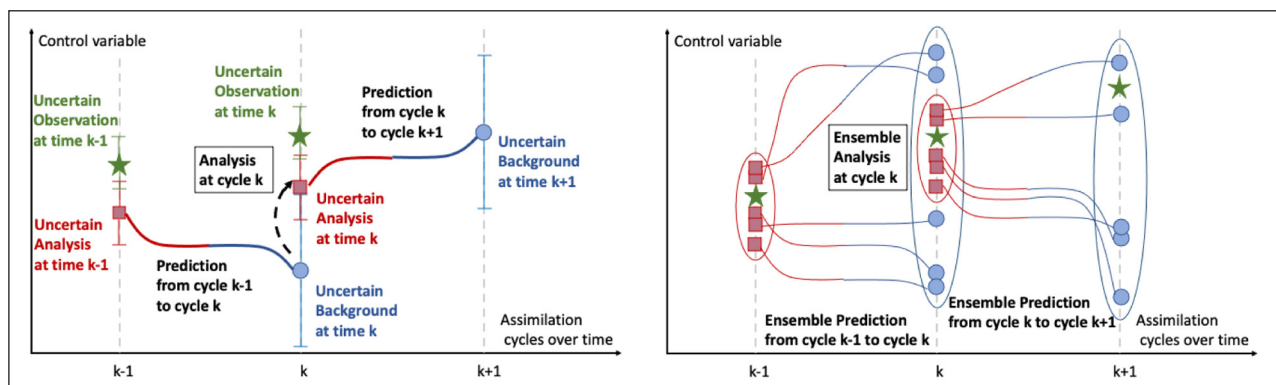 Control variable
Uncertain
Observation
at time k-1
Uncertain
Observation
at time k
Prediction
from cycle k
to cycle k+1
Analysis
at cycle k
Uncertain
Background
at time k+1
Uncertain
Analysis
at time k-1
Uncertain
Analysis
at time k
Prediction
from cycle k-1
to cycle k
Uncertain
Background
at time k
Assimilation
cycles over time
k-1
k
k+1
Control variable
Ensemble
Analysis
at cycle k
Ensemble Prediction
from cycle k-1 to cycle k
Ensemble Prediction
from cycle k to cycle k+1
Assimilation
cycles over time
k-1
k
k+1